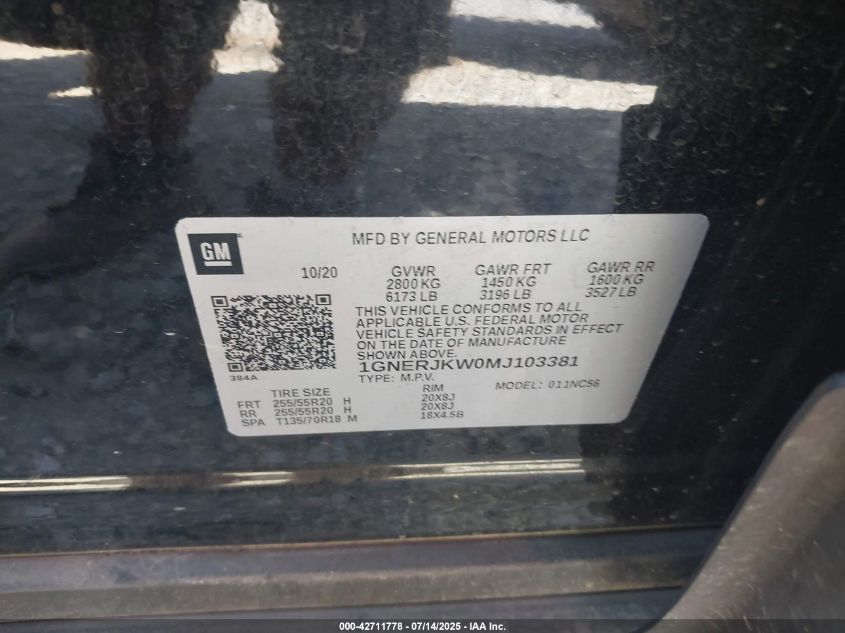 GM
MFD BY GENERAL MOTORS LLC
10/20 GVWR GAWR FRT GAWR RR
2800 KG 1450 KG 1600 KG
6173 LB 3196 LB 3527 LB
THIS VEHICLE CONFORMS TO ALL
APPLICABLE U.S. FEDERAL MOTOR
VEHICLE SAFETY STANDARDS IN EFFECT
ON THE DATE OF MANUFACTURE
SHOWN ABOVE.
1GNERJKW0MJ103381
384A
TYPE: M.P.V. MODEL: 011NC56
TIRE SIZE RIM
FRT 255/55R20 H 20X8J
RR 255/55R20 H 20X8J
SPA T135/70R18 M 18X4.5B
000-42711778 - 07/14/2025 - IAA Inc.